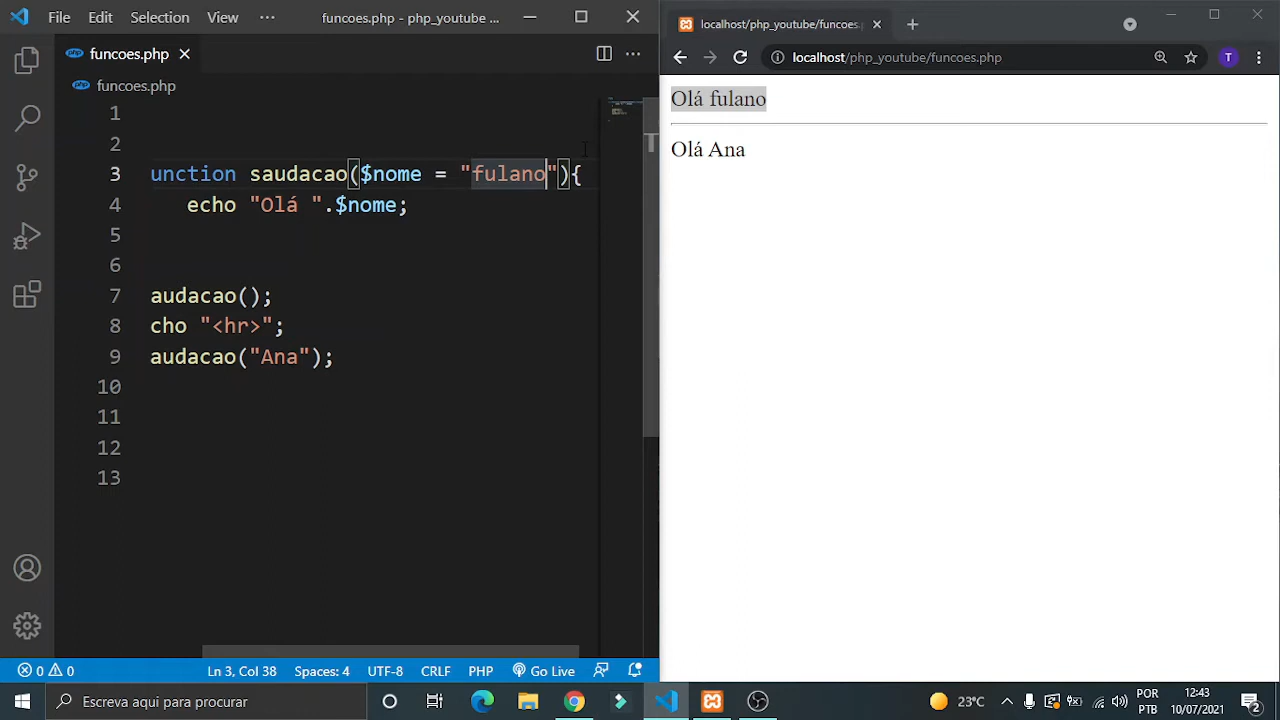 File Edit Selection View ··· funcoes.php - php_youtube ...
funcoes.php
funcoes.php
1
2
3 unction saudacao($nome = "fulano"){
4 echo "Olá ".$nome;
5
6
7 audacao();
8 cho "<hr>";
9 audacao("Ana");
10
11
12
13
0 0 Ln 3, Col 38 Spaces: 4 UTF-8 CRLF PHP Go Live
localhost/php_youtube/funcoes.p
localhost/php_youtube/funcoes.php
T
Olá fulano
Olá Ana
Escreva aqui para procurar
23°C
POR
PTB
12:43
10/07/2021
2